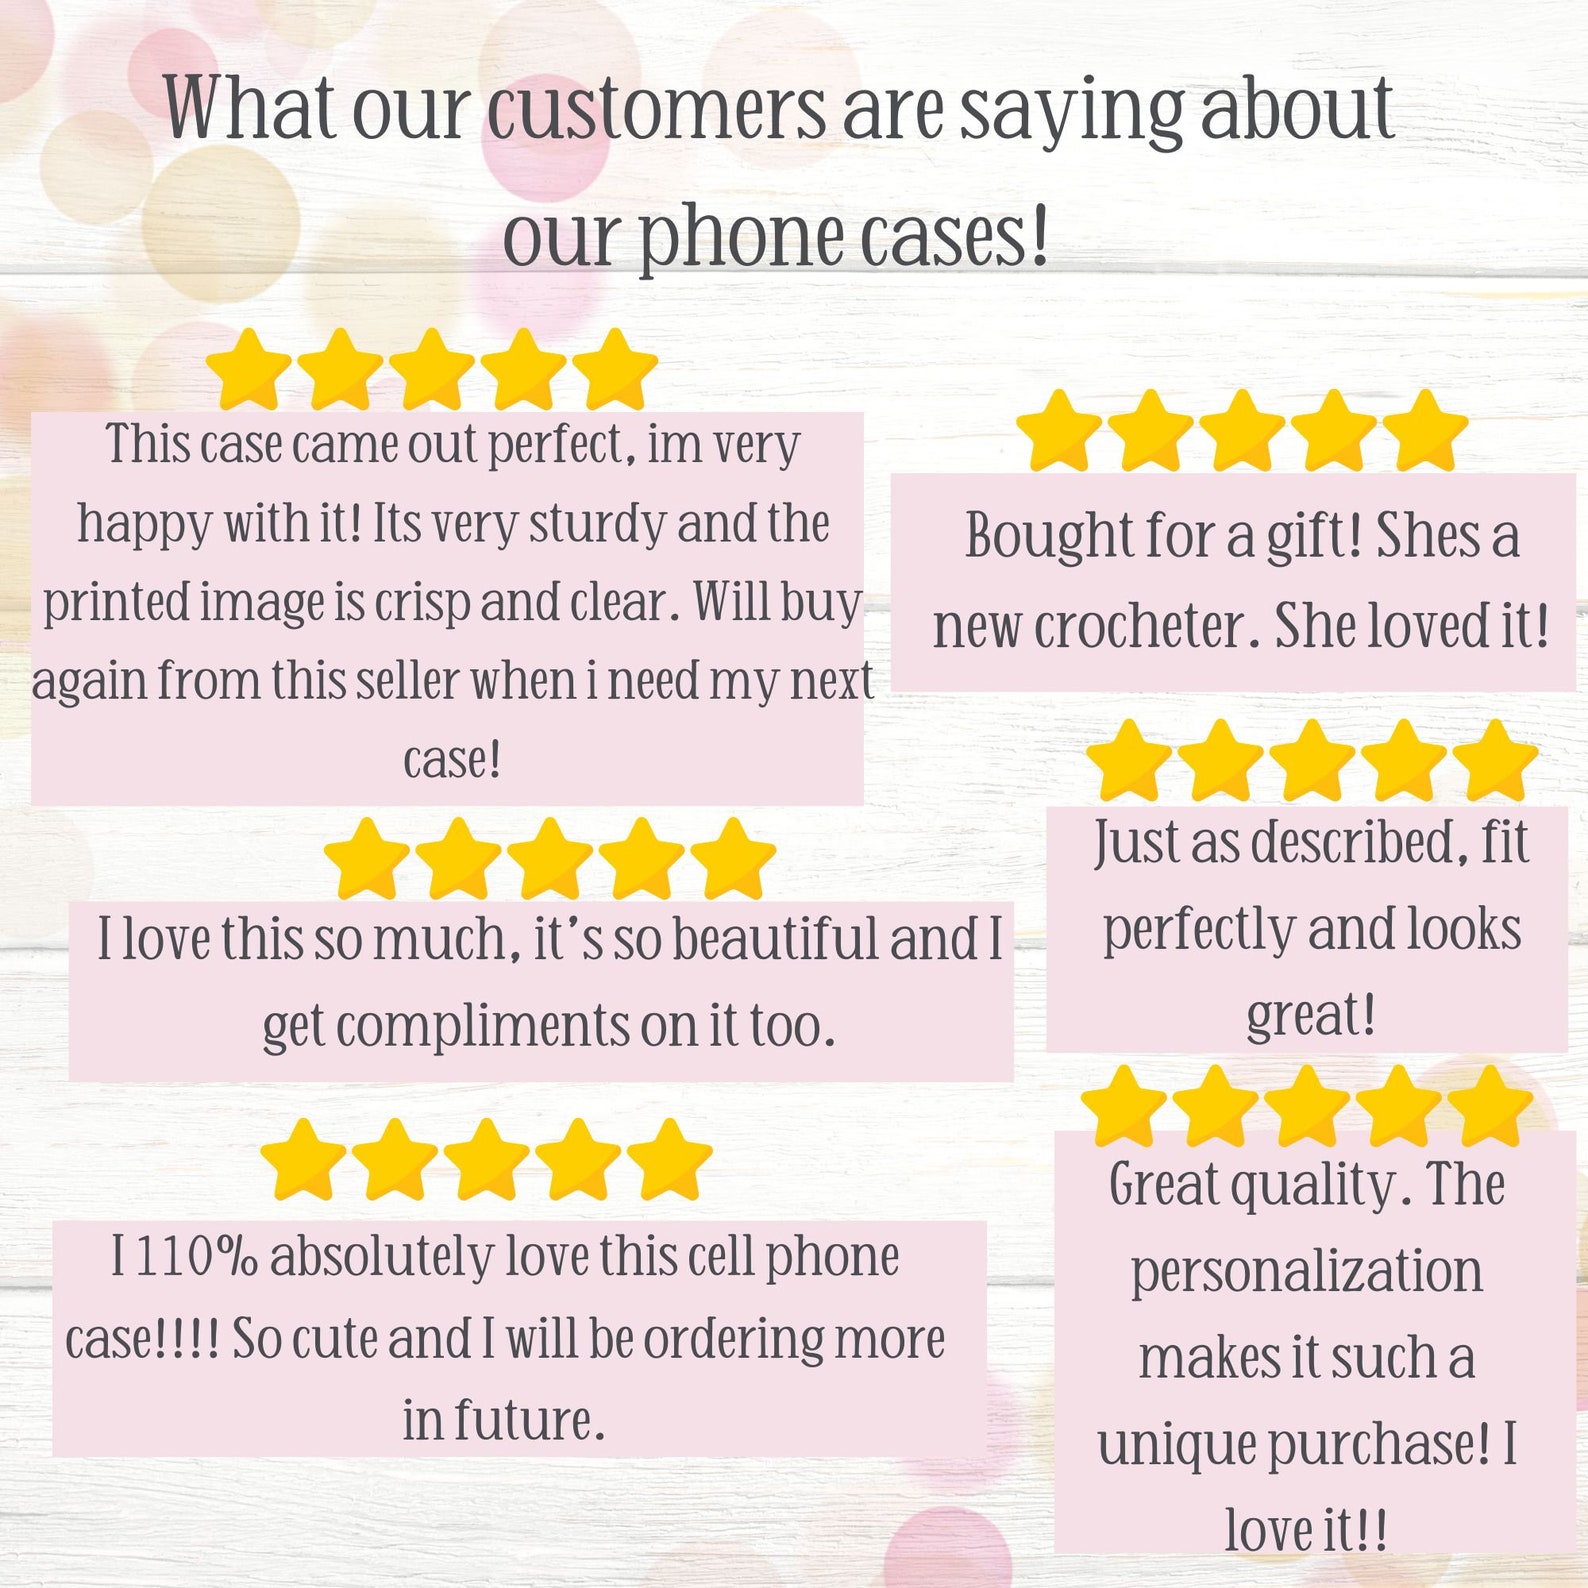 What our customers are saying about
our phone cases!
This case came out perfect, im very
happy with it! Its very sturdy and the
printed image is crisp and clear. Will buy
again from this seller when i need my next
case!
Bought for a gift! Shes a
new crocheter. She loved it!
I love this so much, it's so beautiful and I
get compliments on it too.
Just as described, fit
perfectly and looks
great!
I 110% absolutely love this cell phone
case!!!! So cute and I will be ordering more
in future.
Great quality. The
personalization
makes it such a
unique purchase! I
love it!!